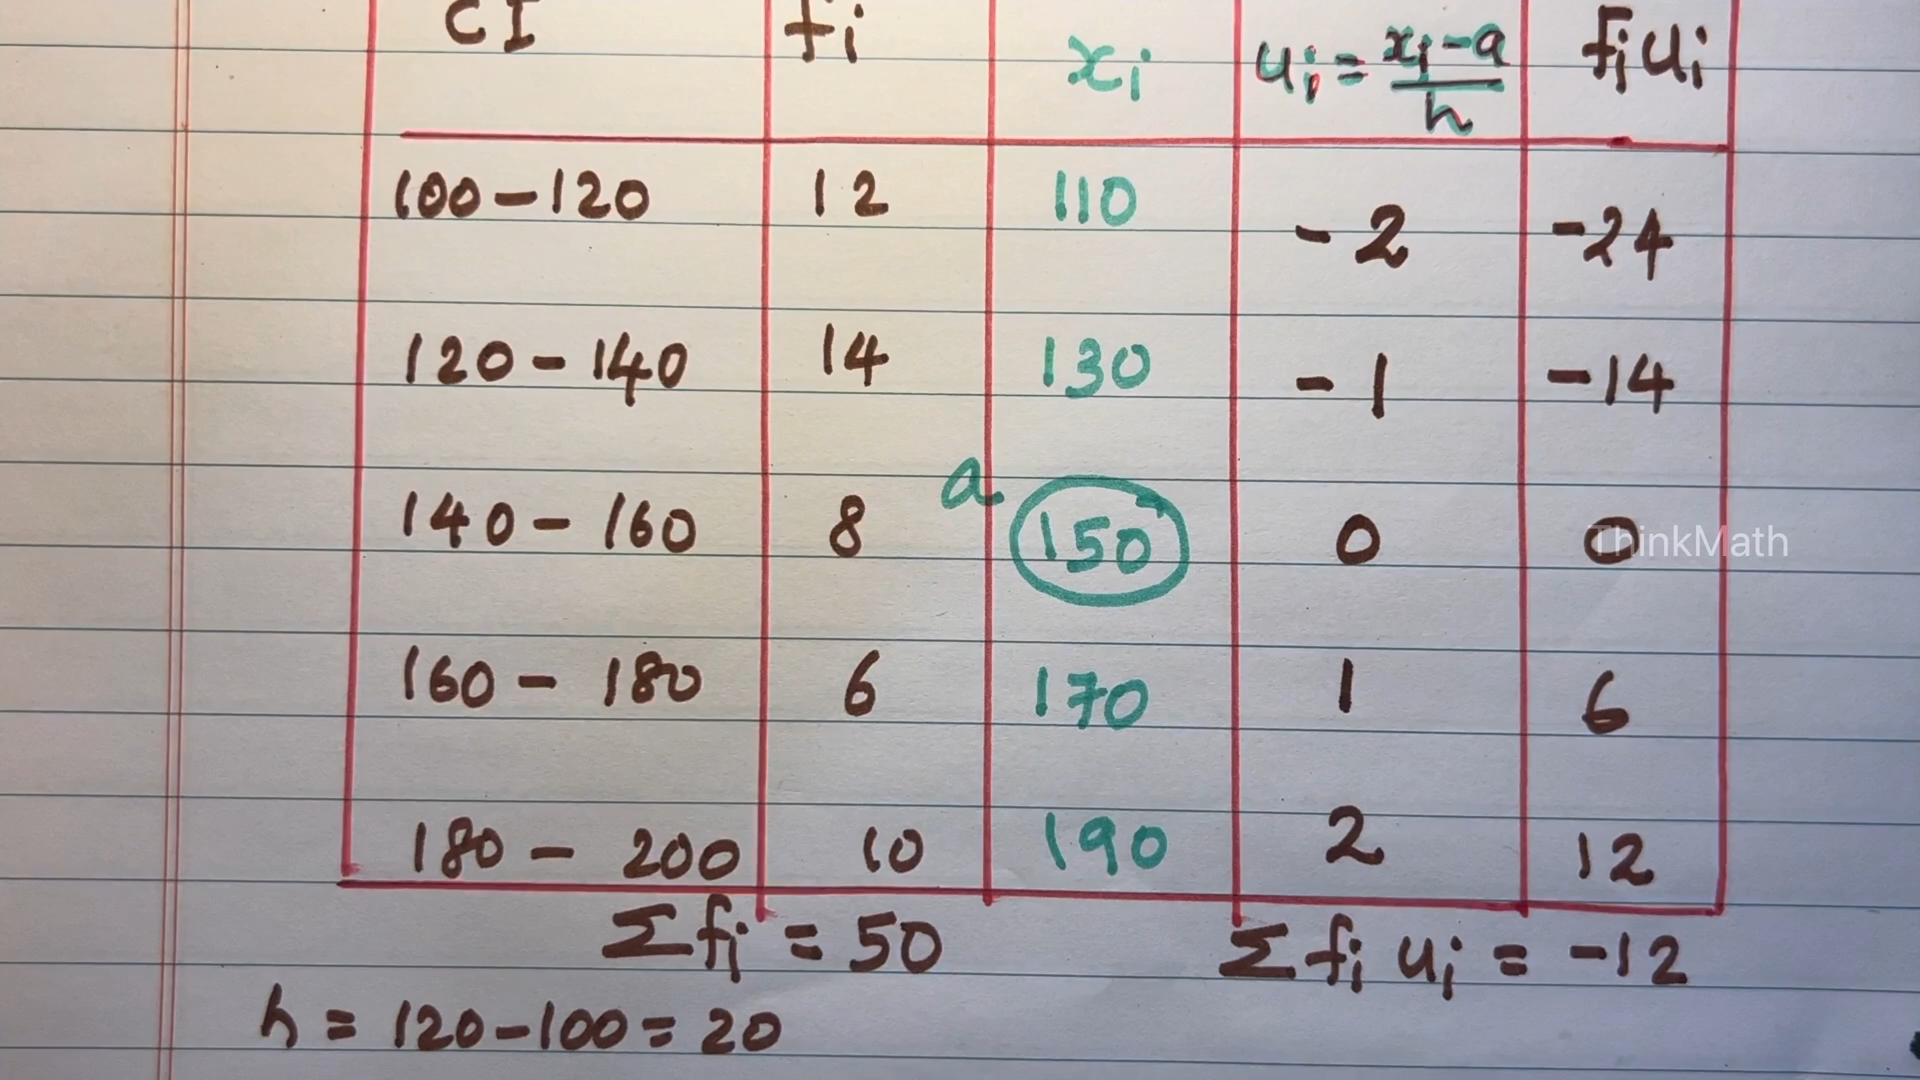 CI fi xi ui = xi - a / h fiui
100 - 120 12 110 - 2 -24
120 - 140 14 130 - 1 -14
a
140 - 160 8 150 0 0
ThinkMath
160 - 180 6 170 1 6
180 - 200 10 190 2 12
Σfi = 50 Σ fi ui = -12
h = 120 - 100 = 20